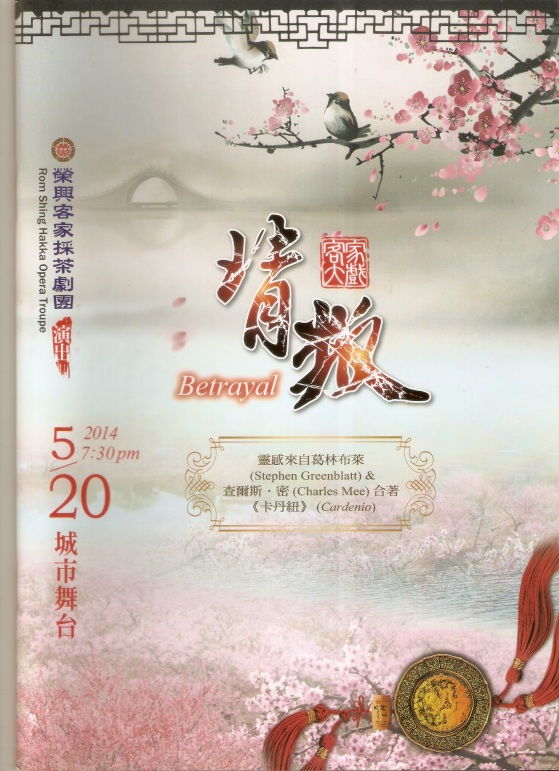 榮興客家採茶劇團
演出
Rom Shing Hakka Opera Troupe
客家
大戲
背叛
Betrayal
靈感來自葛林布萊
(Stephen Greenblatt) &
查爾斯・密 (Charles Mee) 合著
《卡丹紐》 (Cardenio)
2014
5/20
7:30pm
城市舞台